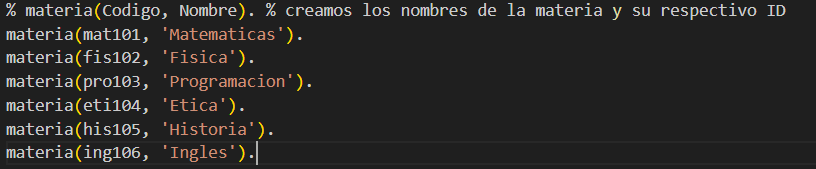 % materia(Codigo, Nombre). % creamos los nombres de la materia y su respectivo ID
materia(mat101, 'Matematicas').
materia(fis102, 'Fisica').
materia(pro103, 'Programacion').
materia(eti104, 'Etica').
materia(his105, 'Historia').
materia(ing106, 'Ingles').